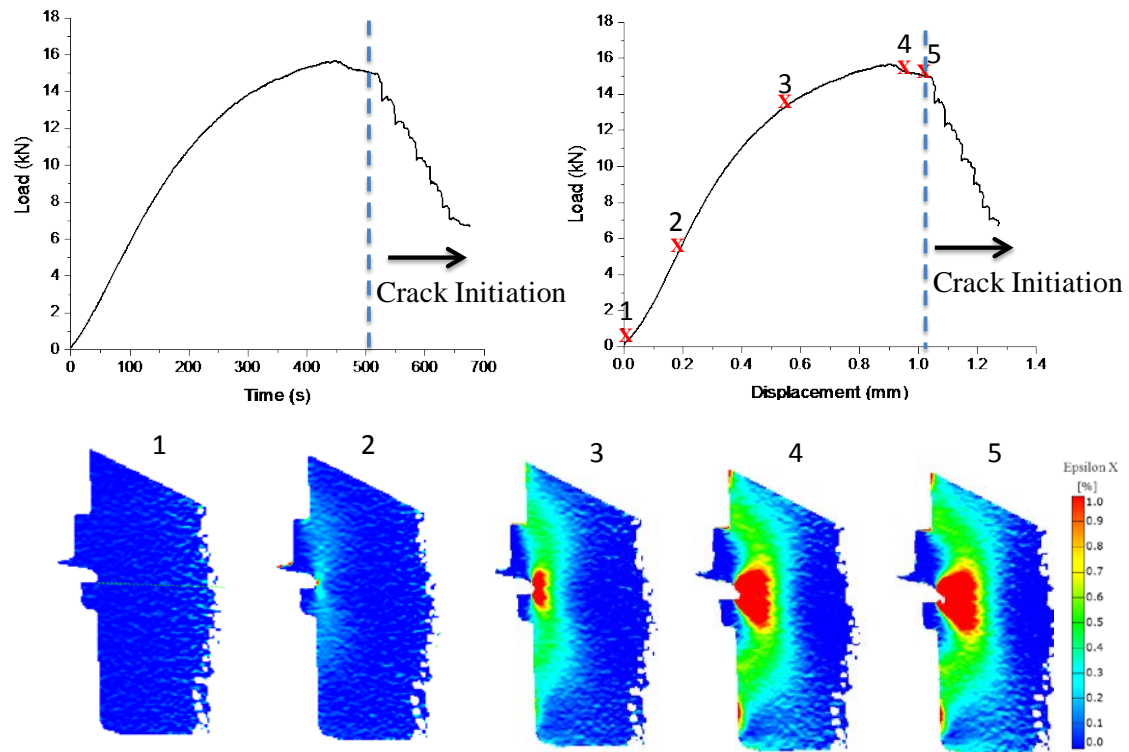 18
16
14
12
10
8
6
4
2
0
Load (kN)
0 100 200 300 400 500 600 700
Time (s)
Crack Initiation
18
16
14
12
10
8
6
4
2
0
Load (kN)
0.0 0.2 0.4 0.6 0.8 1.0 1.2 1.4
Displacement (mm)
1
X
2
X
3
X
4
X
5
X
Crack Initiation
1 2 3 4 5
Epsilon X
[%]
1.0
0.9
0.8
0.7
0.6
0.5
0.4
0.3
0.2
0.1
0.0